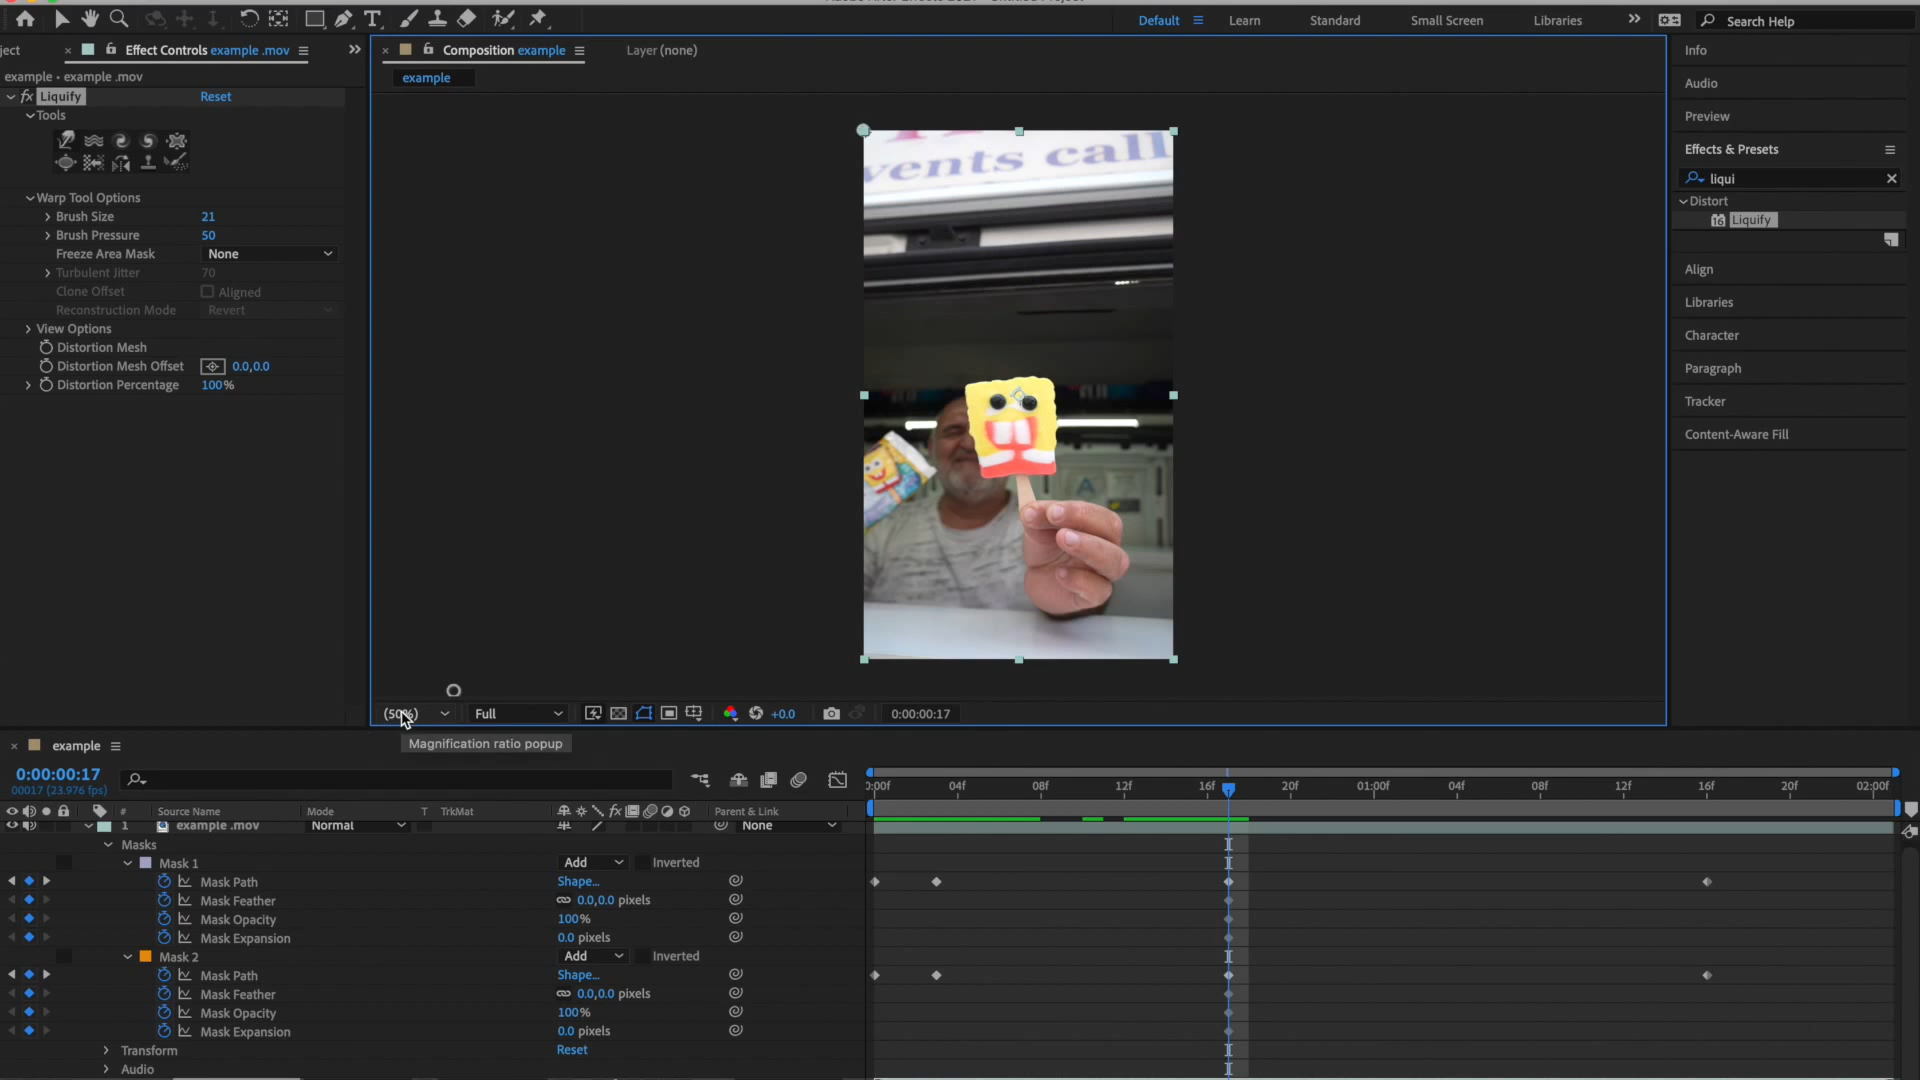 Default
Learn
Standard
Small Screen
Libraries
Search Help
ject
Effect Controls example .mov
Composition example
Layer (none)
Info
example • example .mov
example
Audio
fx Liquify
Reset
Tools
Preview
Effects & Presets
liqui
Distort
Liquify
vents call
Warp Tool Options
Brush Size
21
Brush Pressure
50
Freeze Area Mask
None
Turbulent Jitter
70
Clone Offset
Aligned
Reconstruction Mode
Revert
View Options
Distortion Mesh
Distortion Mesh Offset
0.0,0.0
Distortion Percentage
100%
Align
Libraries
Character
Paragraph
Tracker
Content-Aware Fill
(50%)
Full
+0.0
0:00:00:17
Magnification ratio popup
example
0:00:00:17
00017 (23.976 fps)
0:00f
04f
08f
12f
16f
20f
01:00f
04f
08f
12f
16f
20f
02:00f
#
Source Name
Mode
T
TrkMat
fx
Parent & Link
1
example .mov
Normal
None
Masks
Mask 1
Add
Inverted
Mask Path
Shape...
Mask Feather
0.0,0.0 pixels
Mask Opacity
100%
Mask Expansion
0.0 pixels
Mask 2
Add
Inverted
Mask Path
Shape...
Mask Feather
0.0,0.0 pixels
Mask Opacity
100%
Mask Expansion
0.0 pixels
Transform
Reset
Audio